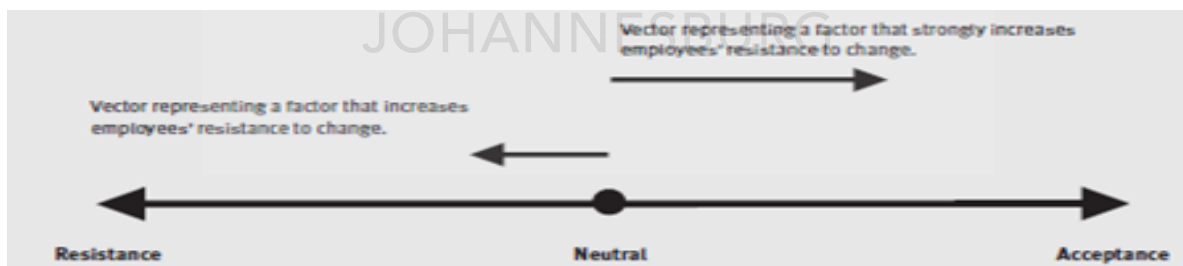 JOHANNESBURG
Vector representing a factor that strongly increases
employees' resistance to change.
Vector representing a factor that increases
employees' resistance to change.
Resistance Neutral Acceptance